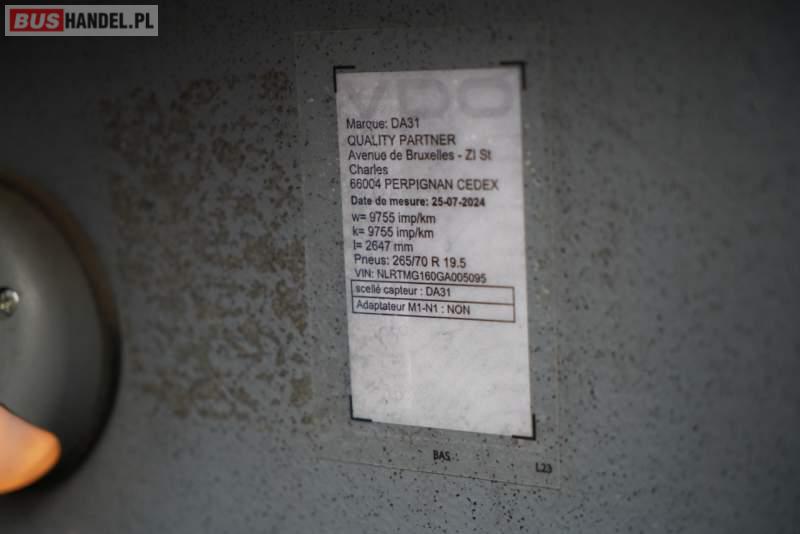 BUSHANDEL.PL
VDO
Marque: DA31
QUALITY PARTNER
Avenue de Bruxelles - ZI St
Charles
66004 PERPIGNAN CEDEX
Date de mesure: 25-07-2024
w= 9755 imp/km
k= 9755 imp/km
l= 2647 mm
Pneus: 265/70 R 19.5
VIN: NLRTMG160GA005095
scellé capteur : DA31
Adaptateur M1-N1 : NON
BAS
L23